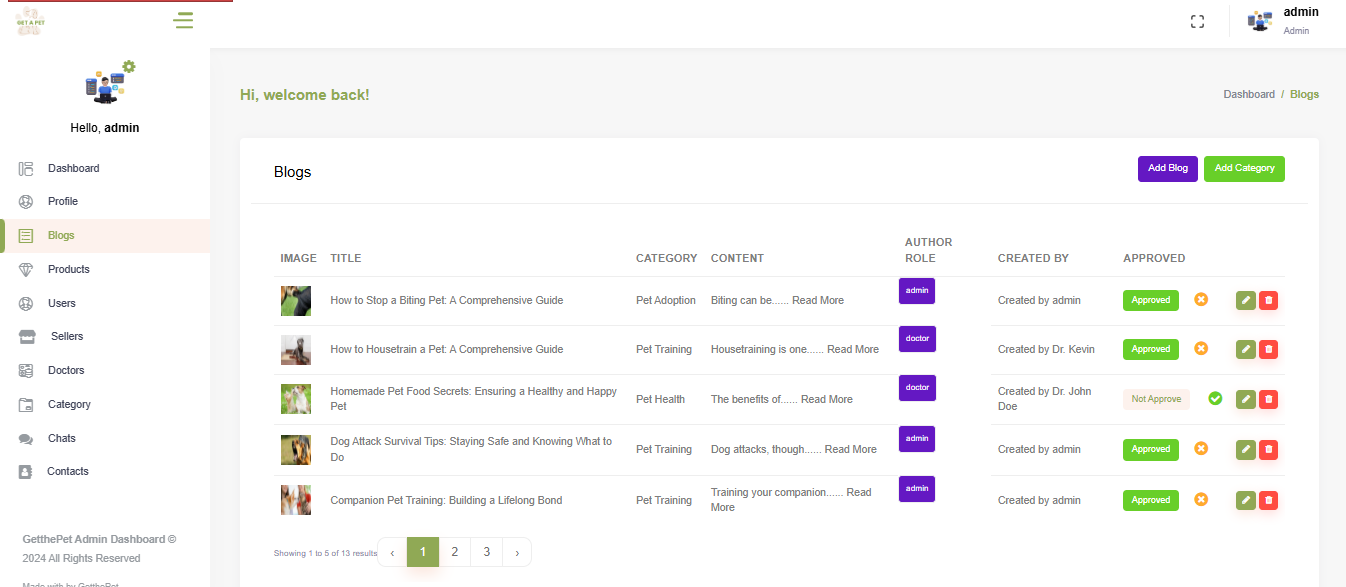 GET A PET
admin
Admin
Hi, welcome back!
Dashboard / Blogs
Hello, admin
Dashboard
Profile
Blogs
Products
Users
Sellers
Doctors
Category
Chats
Contacts
GetthePet Admin Dashboard ©
2024 All Rights Reserved
Made with by GetthePet
Blogs
Add Blog Add Category
IMAGE TITLE CATEGORY CONTENT AUTHOR ROLE CREATED BY APPROVED
How to Stop a Biting Pet: A Comprehensive Guide Pet Adoption Biting can be...... Read More admin Created by admin Approved
How to Housetrain a Pet: A Comprehensive Guide Pet Training Housetraining is one...... Read More doctor Created by Dr. Kevin Approved
Homemade Pet Food Secrets: Ensuring a Healthy and Happy
Pet Pet Health The benefits of...... Read More doctor Created by Dr. John
Doe Not Approve
Dog Attack Survival Tips: Staying Safe and Knowing What to
Do Pet Training Dog attacks, though...... Read More admin Created by admin Approved
Companion Pet Training: Building a Lifelong Bond Pet Training Training your companion...... Read
More admin Created by admin Approved
Showing 1 to 5 of 13 results ‹ 1 2 3 ›